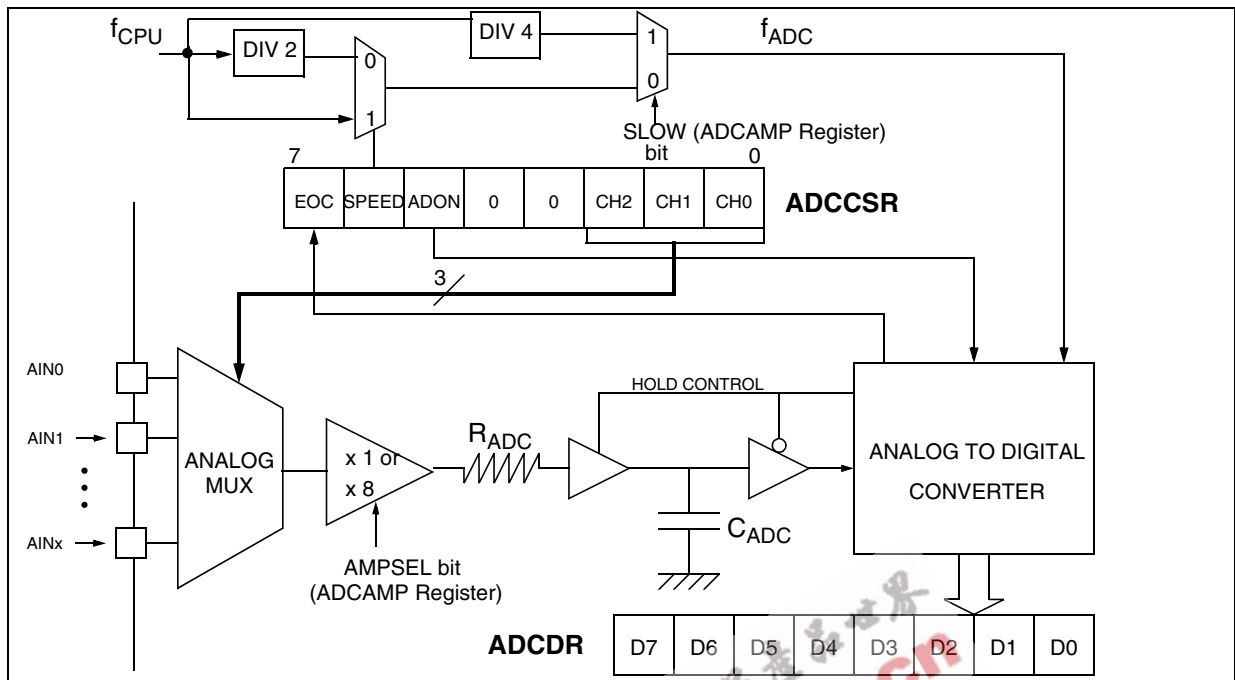 fCPU
DIV 2
DIV 4
0
1
1
0
fADC
SLOW (ADCAMP Register)
bit
7
0
EOC
SPEED
ADON
0
0
CH2
CH1
CH0
ADCCSR
3
AIN0
AIN1
AINx
ANALOG
MUX
x 1 or
x 8
AMPSEL bit
(ADCAMP Register)
RADC
HOLD CONTROL
CADC
ANALOG TO DIGITAL
CONVERTER
ADCDR
D7
D6
D5
D4
D3
D2
D1
D0
.cn